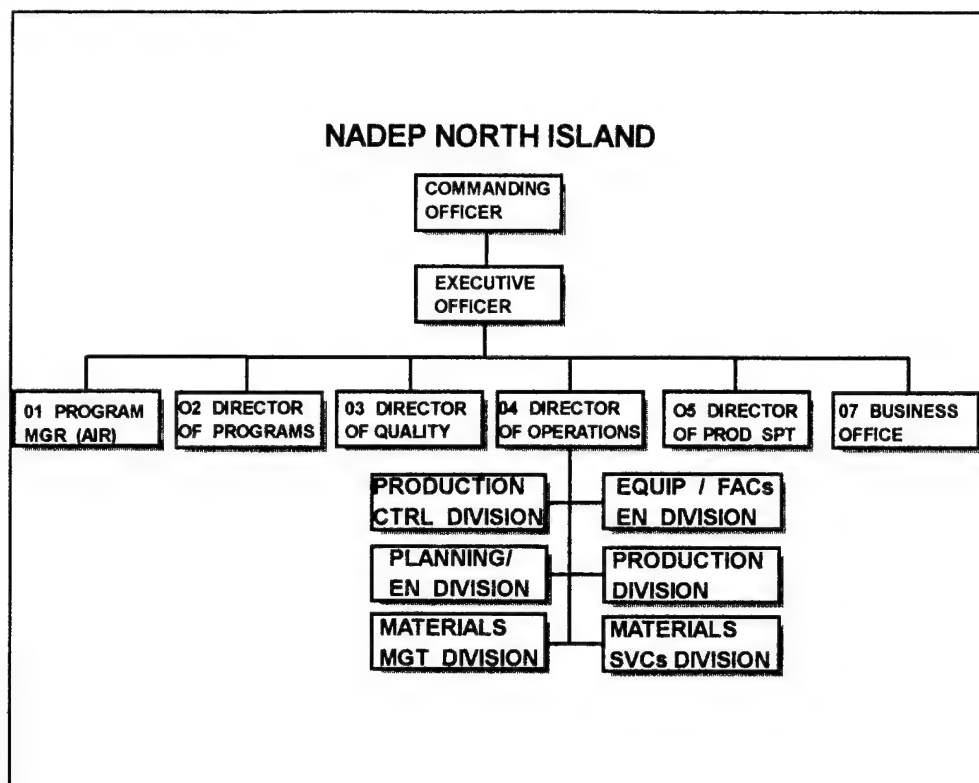 NADEP NORTH ISLAND
COMMANDING
OFFICER
EXECUTIVE
OFFICER
01 PROGRAM
MGR (AIR)
O2 DIRECTOR
OF PROGRAMS
03 DIRECTOR
OF QUALITY
04 DIRECTOR
OF OPERATIONS
O5 DIRECTOR
OF PROD SPT
07 BUSINESS
OFFICE
PRODUCTION
CTRL DIVISION
EQUIP / FACs
EN DIVISION
PLANNING/
EN DIVISION
PRODUCTION
DIVISION
MATERIALS
MGT DIVISION
MATERIALS
SVCs DIVISION